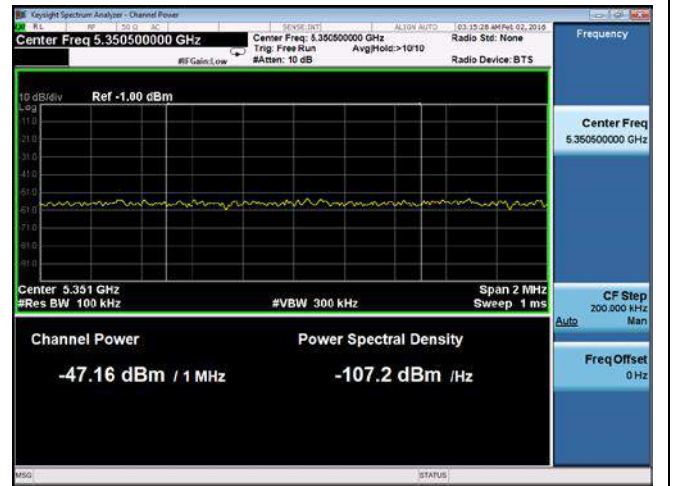 Keysight Spectrum Analyzer - Channel Power
RL RF 50 Ω AC SENSE:INT ALIGN AUTO 03:15:28 AM Feb 02, 2016
Center Freq 5.350500000 GHz
Center Freq: 5.350500000 GHz
Radio Std: None
Trig: Free Run Avg|Hold:>10/10
#IFGain:Low
#Atten: 10 dB
Radio Device: BTS
Frequency
10 dB/div Ref -1.00 dBm
Log
-11.0
-21.0
-31.0
-41.0
-51.0
-61.0
-71.0
-81.0
-91.0
Center Freq
5.350500000 GHz
Center 5.351 GHz Span 2 MHz
#Res BW 100 kHz #VBW 300 kHz Sweep 1 ms
CF Step
200.000 kHz
Auto Man
Channel Power Power Spectral Density
-47.16 dBm / 1 MHz -107.2 dBm /Hz
Freq Offset
0 Hz
MSG STATUS